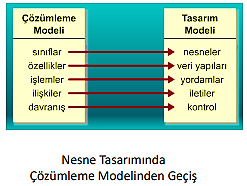 Çözümleme Modeli
Tasarım Modeli
sınıflar nesneler
özellikler veri yapıları
işlemler yordamlar
ilişkiler iletiler
davranış kontrol
Nesne Tasarımında
Çözümleme Modelinden Geçiş